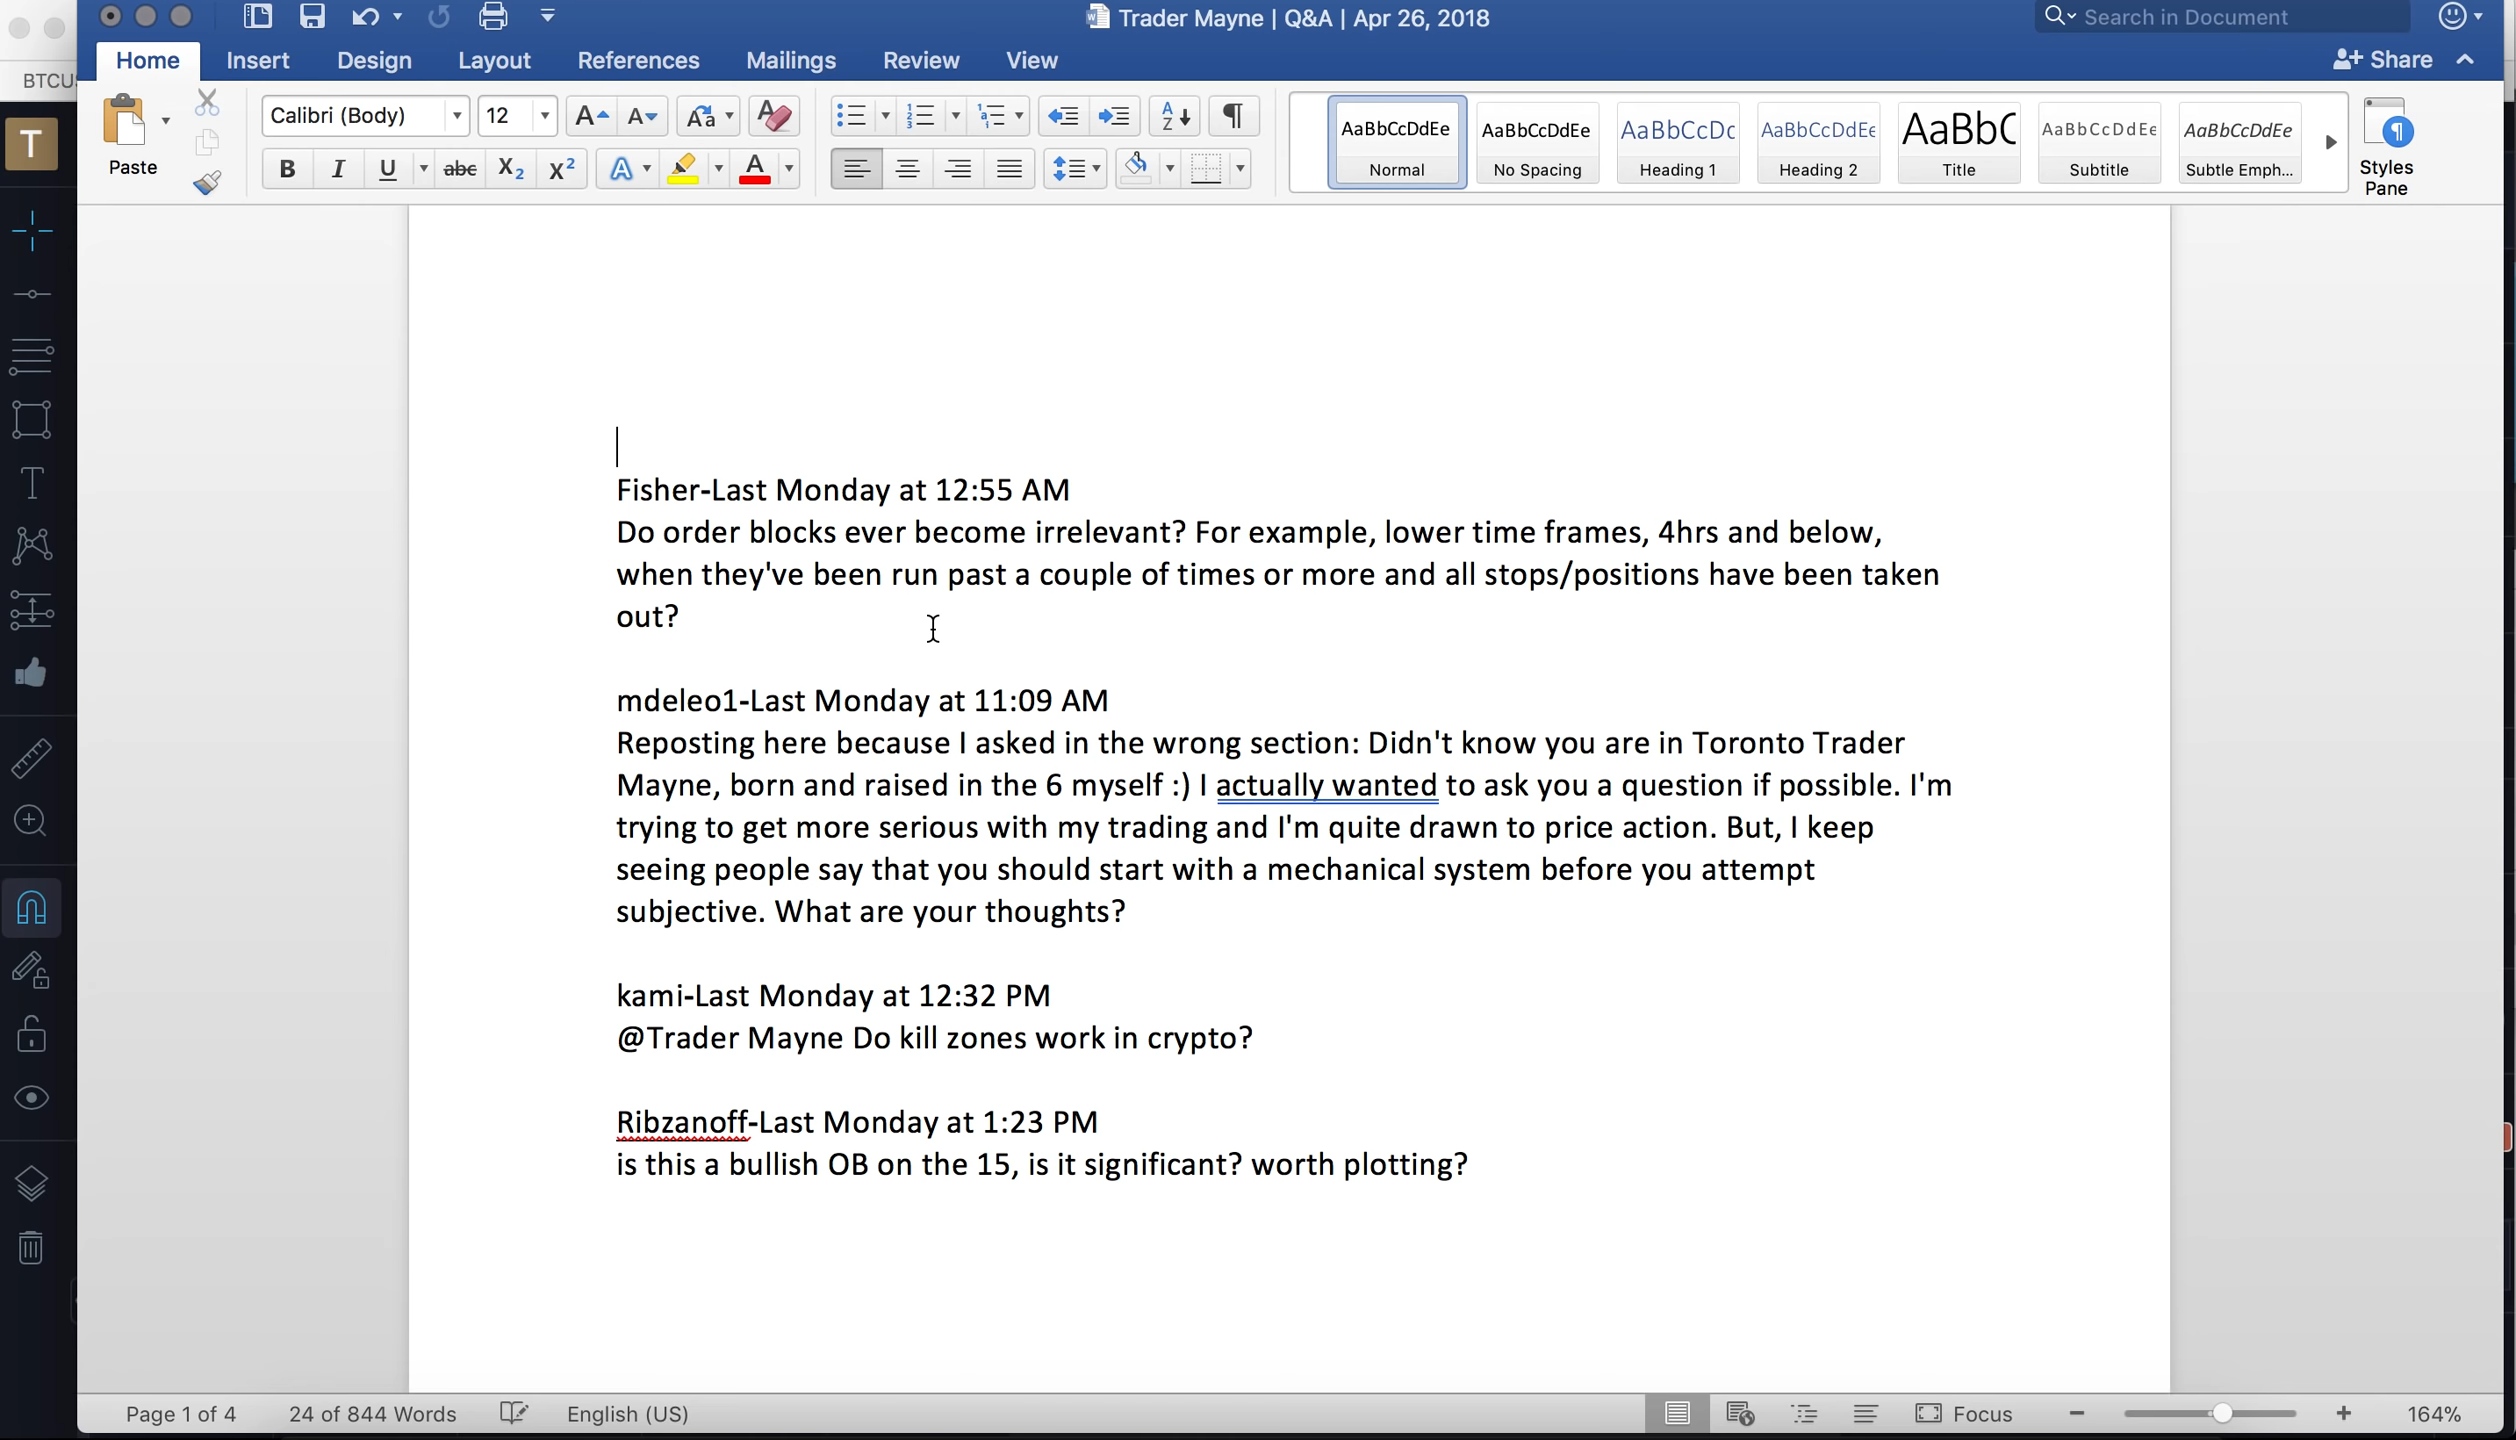 Trader Mayne | Q&A | Apr 26, 2018
Search in Document
Home Insert Design Layout References Mailings Review View
Share
BTCUS
T
Paste
Calibri (Body)
12
AaBbCcDdEe
Normal
AaBbCcDdEe
No Spacing
AaBbCcDc
Heading 1
AaBbCcDdEe
Heading 2
AaBbC
Title
AaBbCcDdEe
Subtitle
AaBbCcDdEe
Subtle Emph...
Styles
Pane
B I U abc X2 X2 A A
Fisher-Last Monday at 12:55 AM
Do order blocks ever become irrelevant? For example, lower time frames, 4hrs and below,
when they've been run past a couple of times or more and all stops/positions have been taken
out?
mdeleo1-Last Monday at 11:09 AM
Reposting here because I asked in the wrong section: Didn't know you are in Toronto Trader
Mayne, born and raised in the 6 myself :) I actually wanted to ask you a question if possible. I'm
trying to get more serious with my trading and I'm quite drawn to price action. But, I keep
seeing people say that you should start with a mechanical system before you attempt
subjective. What are your thoughts?
kami-Last Monday at 12:32 PM
@Trader Mayne Do kill zones work in crypto?
Ribzanoff-Last Monday at 1:23 PM
is this a bullish OB on the 15, is it significant? worth plotting?
Page 1 of 4
24 of 844 Words
English (US)
Focus
164%